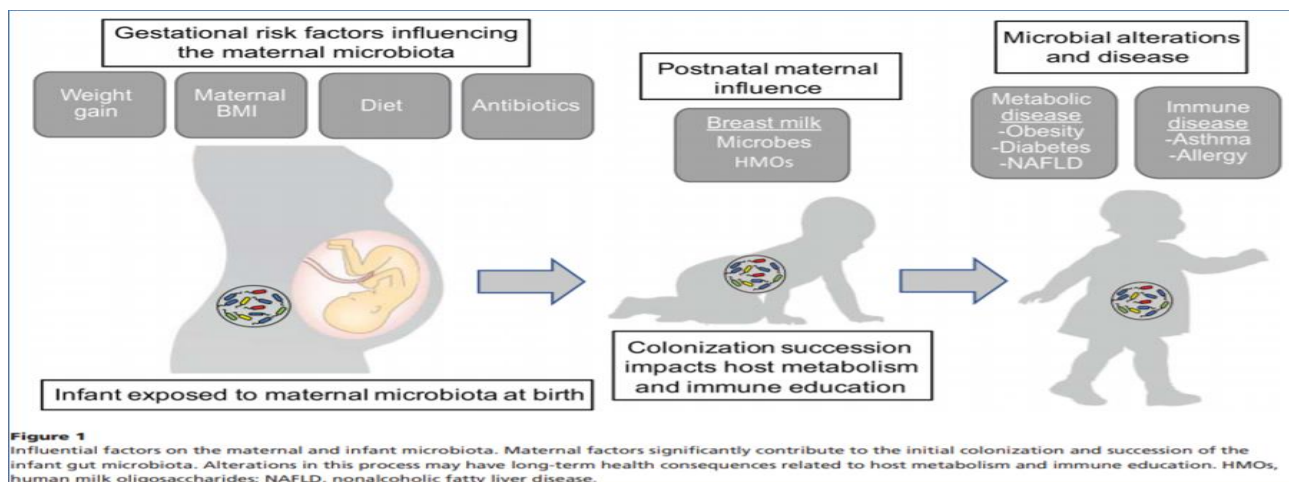 Gestational risk factors influencing
the maternal microbiota
Weight
gain
Maternal
BMI
Diet
Antibiotics
Infant exposed to maternal microbiota at birth
Postnatal maternal
influence
Breast milk
Microbes
HMOs
Colonization succession
impacts host metabolism
and immune education
Microbial alterations
and disease
Metabolic
disease
-Obesity
-Diabetes
-NAFLD
Immune
disease
-Asthma
-Allergy
Figure 1
Influential factors on the maternal and infant microbiota. Maternal factors significantly contribute to the initial colonization and succession of the
infant gut microbiota. Alterations in this process may have long-term health consequences related to host metabolism and immune education. HMOs,
human milk oligosaccharides; NAFLD, nonalcoholic fatty liver disease.